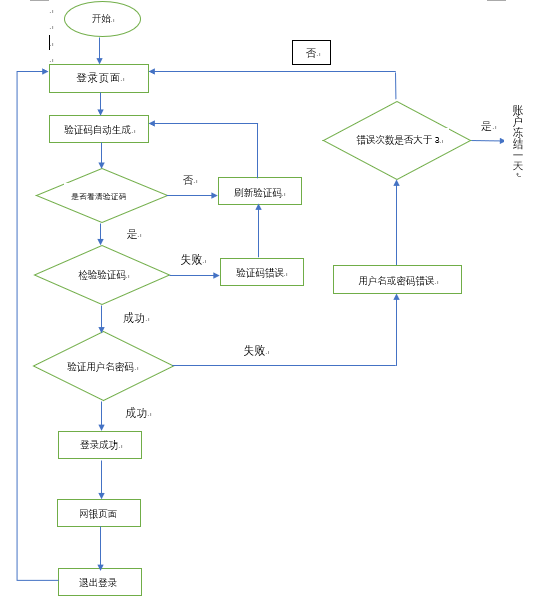 开始
否
登录页面
账户冻结一天
是
错误次数是否大于 3
验证码自动生成
否
是否看清验证码
刷新验证码
是
失败
检验验证码
验证码错误
用户名或密码错误
成功
失败
验证用户名密码
成功
登录成功
网银页面
退出登录